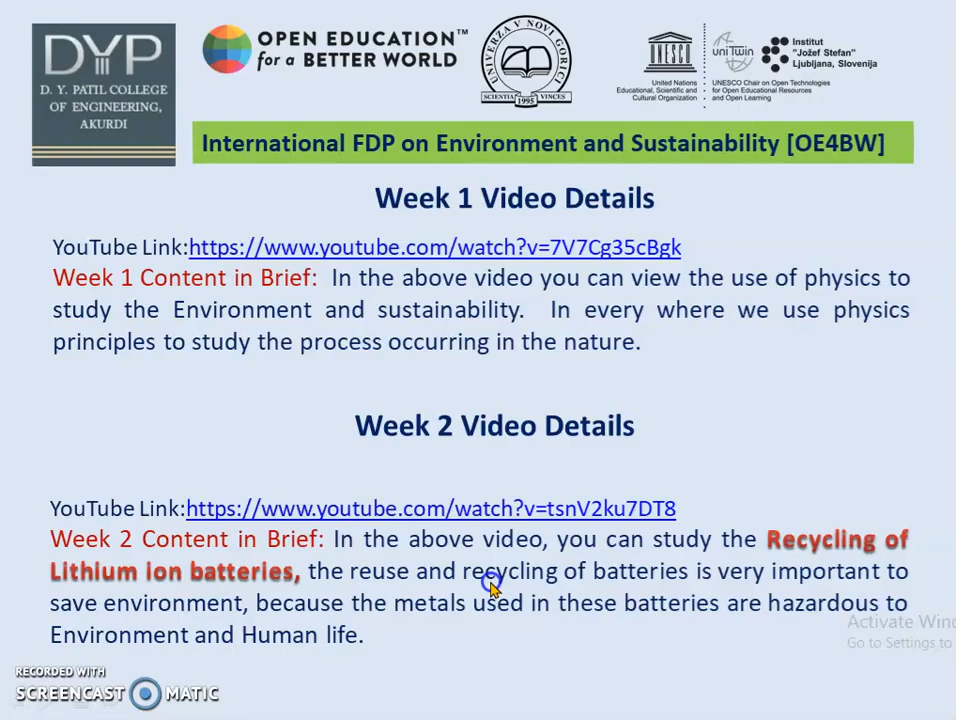 DYP
D. Y. PATIL COLLEGE
OF ENGINEERING,
AKURDI
OPEN EDUCATION™
for a BETTER WORLD
UNIVERZA V NOVI GORICI
SCIENTIA VINCES
1995
UNESCO
United Nations
Educational, Scientific and
Cultural Organization
uniTwin
UNESCO Chair on Open Technologies
for Open Educational Resources
and Open Learning
Institut
"Jožef Stefan"
Ljubljana, Slovenija
International FDP on Environment and Sustainability [OE4BW]
Week 1 Video Details
YouTube Link:https://www.youtube.com/watch?v=7V7Cg35cBgk
Week 1 Content in Brief: In the above video you can view the use of physics to
study the Environment and sustainability. In every where we use physics
principles to study the process occurring in the nature.
Week 2 Video Details
YouTube Link:https://www.youtube.com/watch?v=tsnV2ku7DT8
Week 2 Content in Brief: In the above video, you can study the Recycling of
Lithium ion batteries, the reuse and recycling of batteries is very important to
save environment, because the metals used in these batteries are hazardous to
Environment and Human life.
Activate Wind
Go to Settings to
RECORDED WITH
SCREENCAST MATIC